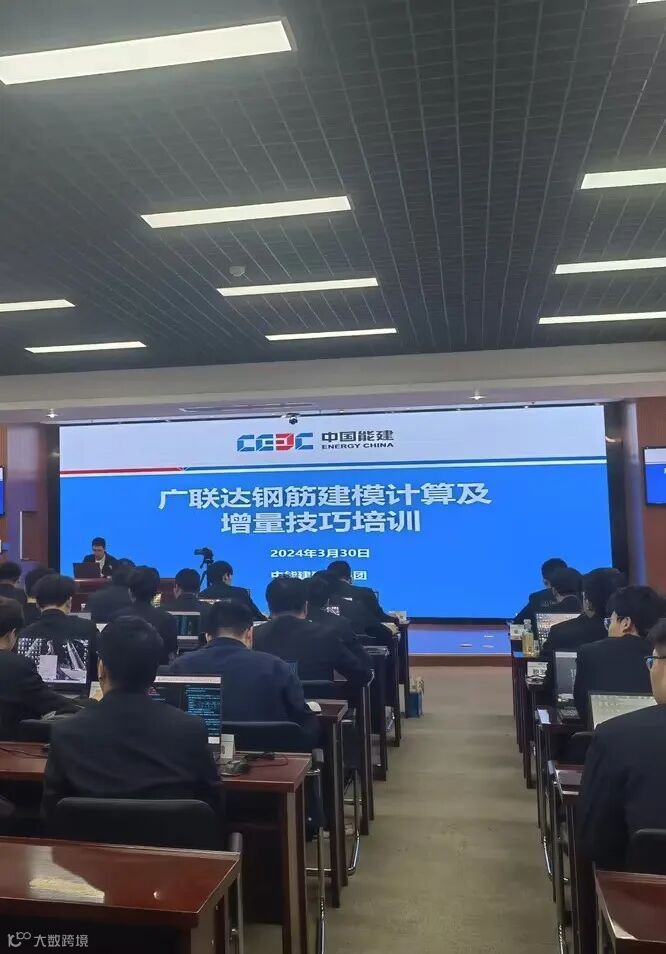 CEEC 中国能建
ENERGY CHINA
广联达钢筋建模计算及
增量技巧培训
2024年3月30日
大数跨境